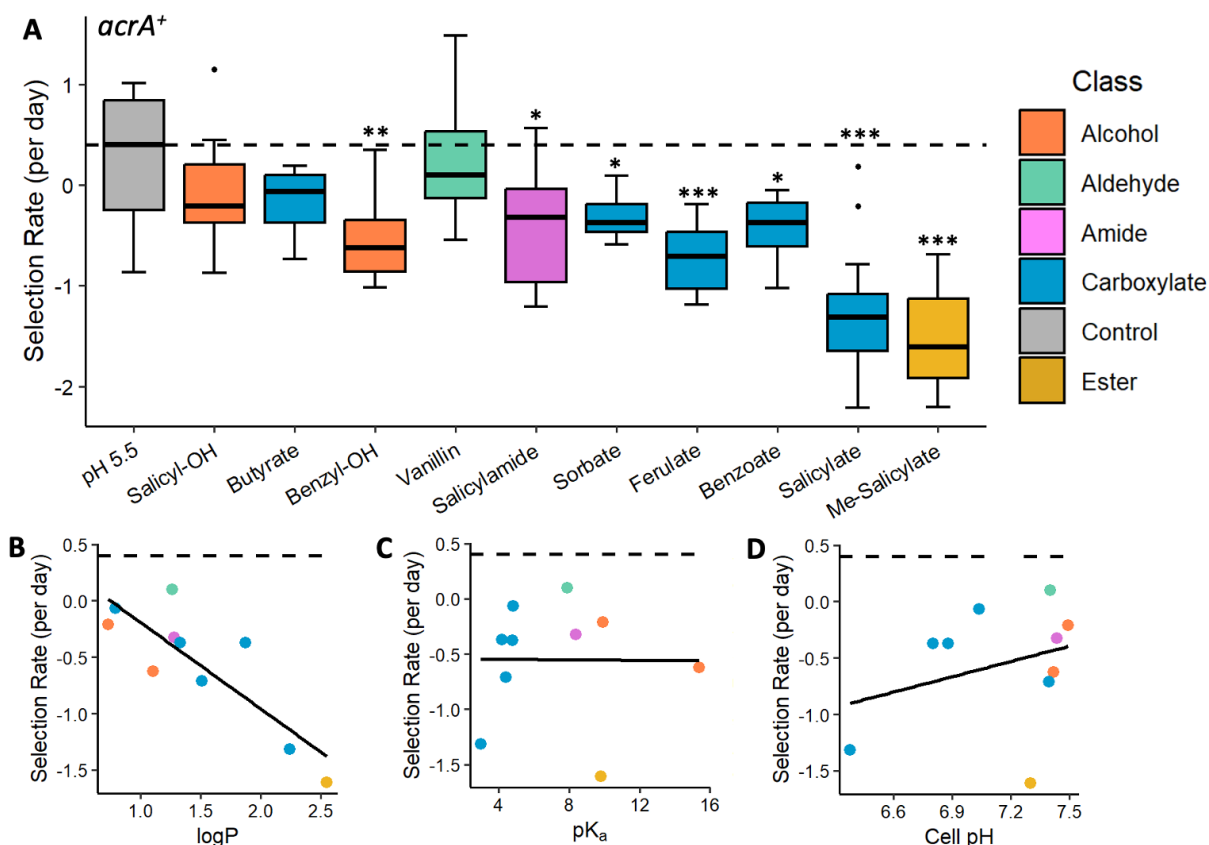 A
acrA+
Selection Rate (per day)
1
0
-1
-2
**
*
*
***
*
***
***
pH 5.5
Salicyl-OH
Butyrate
Benzyl-OH
Vanillin
Salicylamide
Sorbate
Ferulate
Benzoate
Salicylate
Me-Salicylate
Class
Alcohol
Aldehyde
Amide
Carboxylate
Control
Ester
B
Selection Rate (per day)
0.5
0.0
-0.5
-1.0
-1.5
1.0
1.5
2.0
2.5
logP
C
Selection Rate (per day)
0.5
0.0
-0.5
-1.0
-1.5
4
8
12
16
pKa
D
Selection Rate (per day)
0.5
0.0
-0.5
-1.0
-1.5
6.6
6.9
7.2
7.5
Cell pH